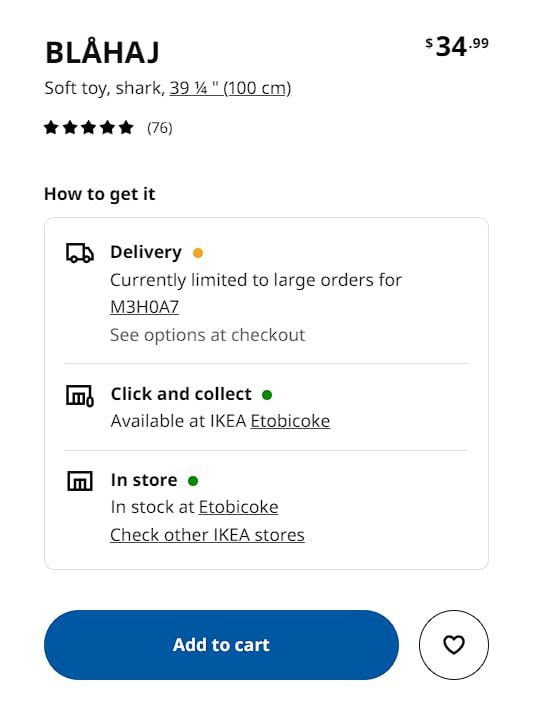 BLÅHAJ
$34.99
Soft toy, shark, 39 ¼ " (100 cm)
(76)
How to get it
Delivery
Currently limited to large orders for
M3H0A7
See options at checkout
Click and collect
Available at IKEA Etobicoke
In store
In stock at Etobicoke
Check other IKEA stores
Add to cart